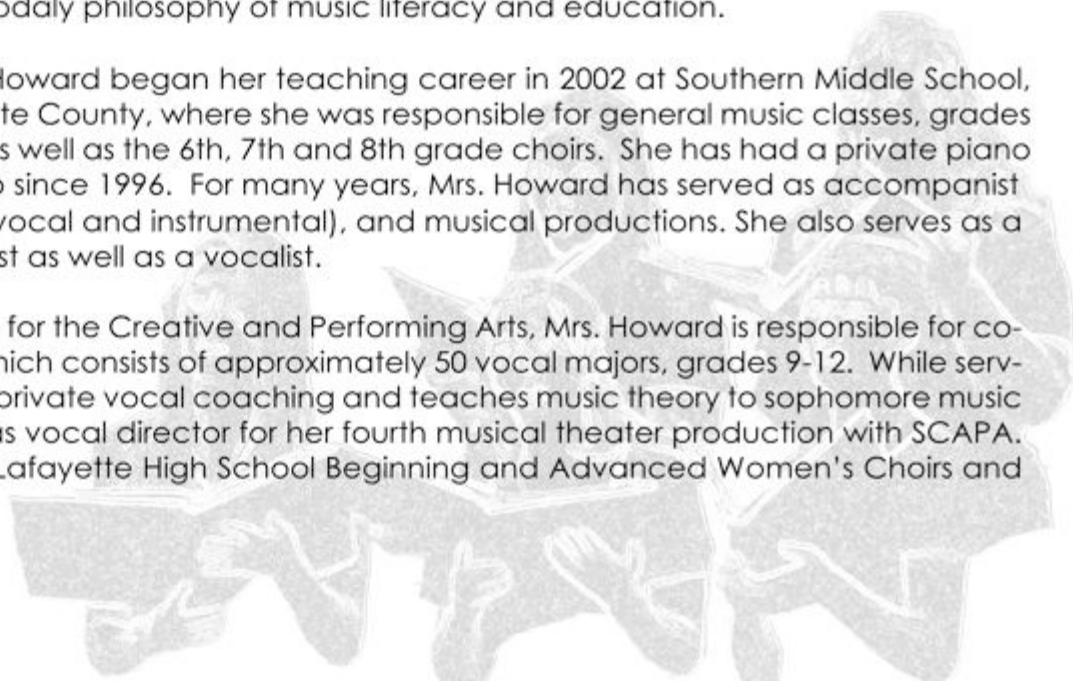 odaly philosophy of music literacy and education.
Howard began her teaching career in 2002 at Southern Middle School,
te County, where she was responsible for general music classes, grades
s well as the 6th, 7th and 8th grade choirs. She has had a private piano
o since 1996. For many years, Mrs. Howard has served as accompanist
vocal and instrumental), and musical productions. She also serves as a
st as well as a vocalist.
for the Creative and Performing Arts, Mrs. Howard is responsible for co-
hich consists of approximately 50 vocal majors, grades 9-12. While serv-
private vocal coaching and teaches music theory to sophomore music
as vocal director for her fourth musical theater production with SCAPA.
Lafayette High School Beginning and Advanced Women's Choirs and